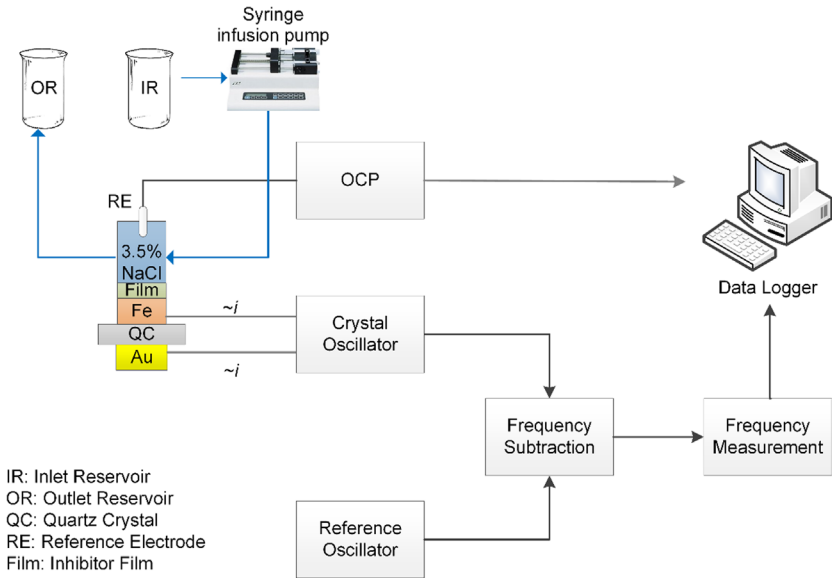 Syringe
infusion pump
OR
IR
RE
OCP
3.5%
NaCl
Film
Fe
QC
Au
~i
~i
Crystal
Oscillator
Data Logger
Frequency
Subtraction
Frequency
Measurement
Reference
Oscillator
IR: Inlet Reservoir
OR: Outlet Reservoir
QC: Quartz Crystal
RE: Reference Electrode
Film: Inhibitor Film